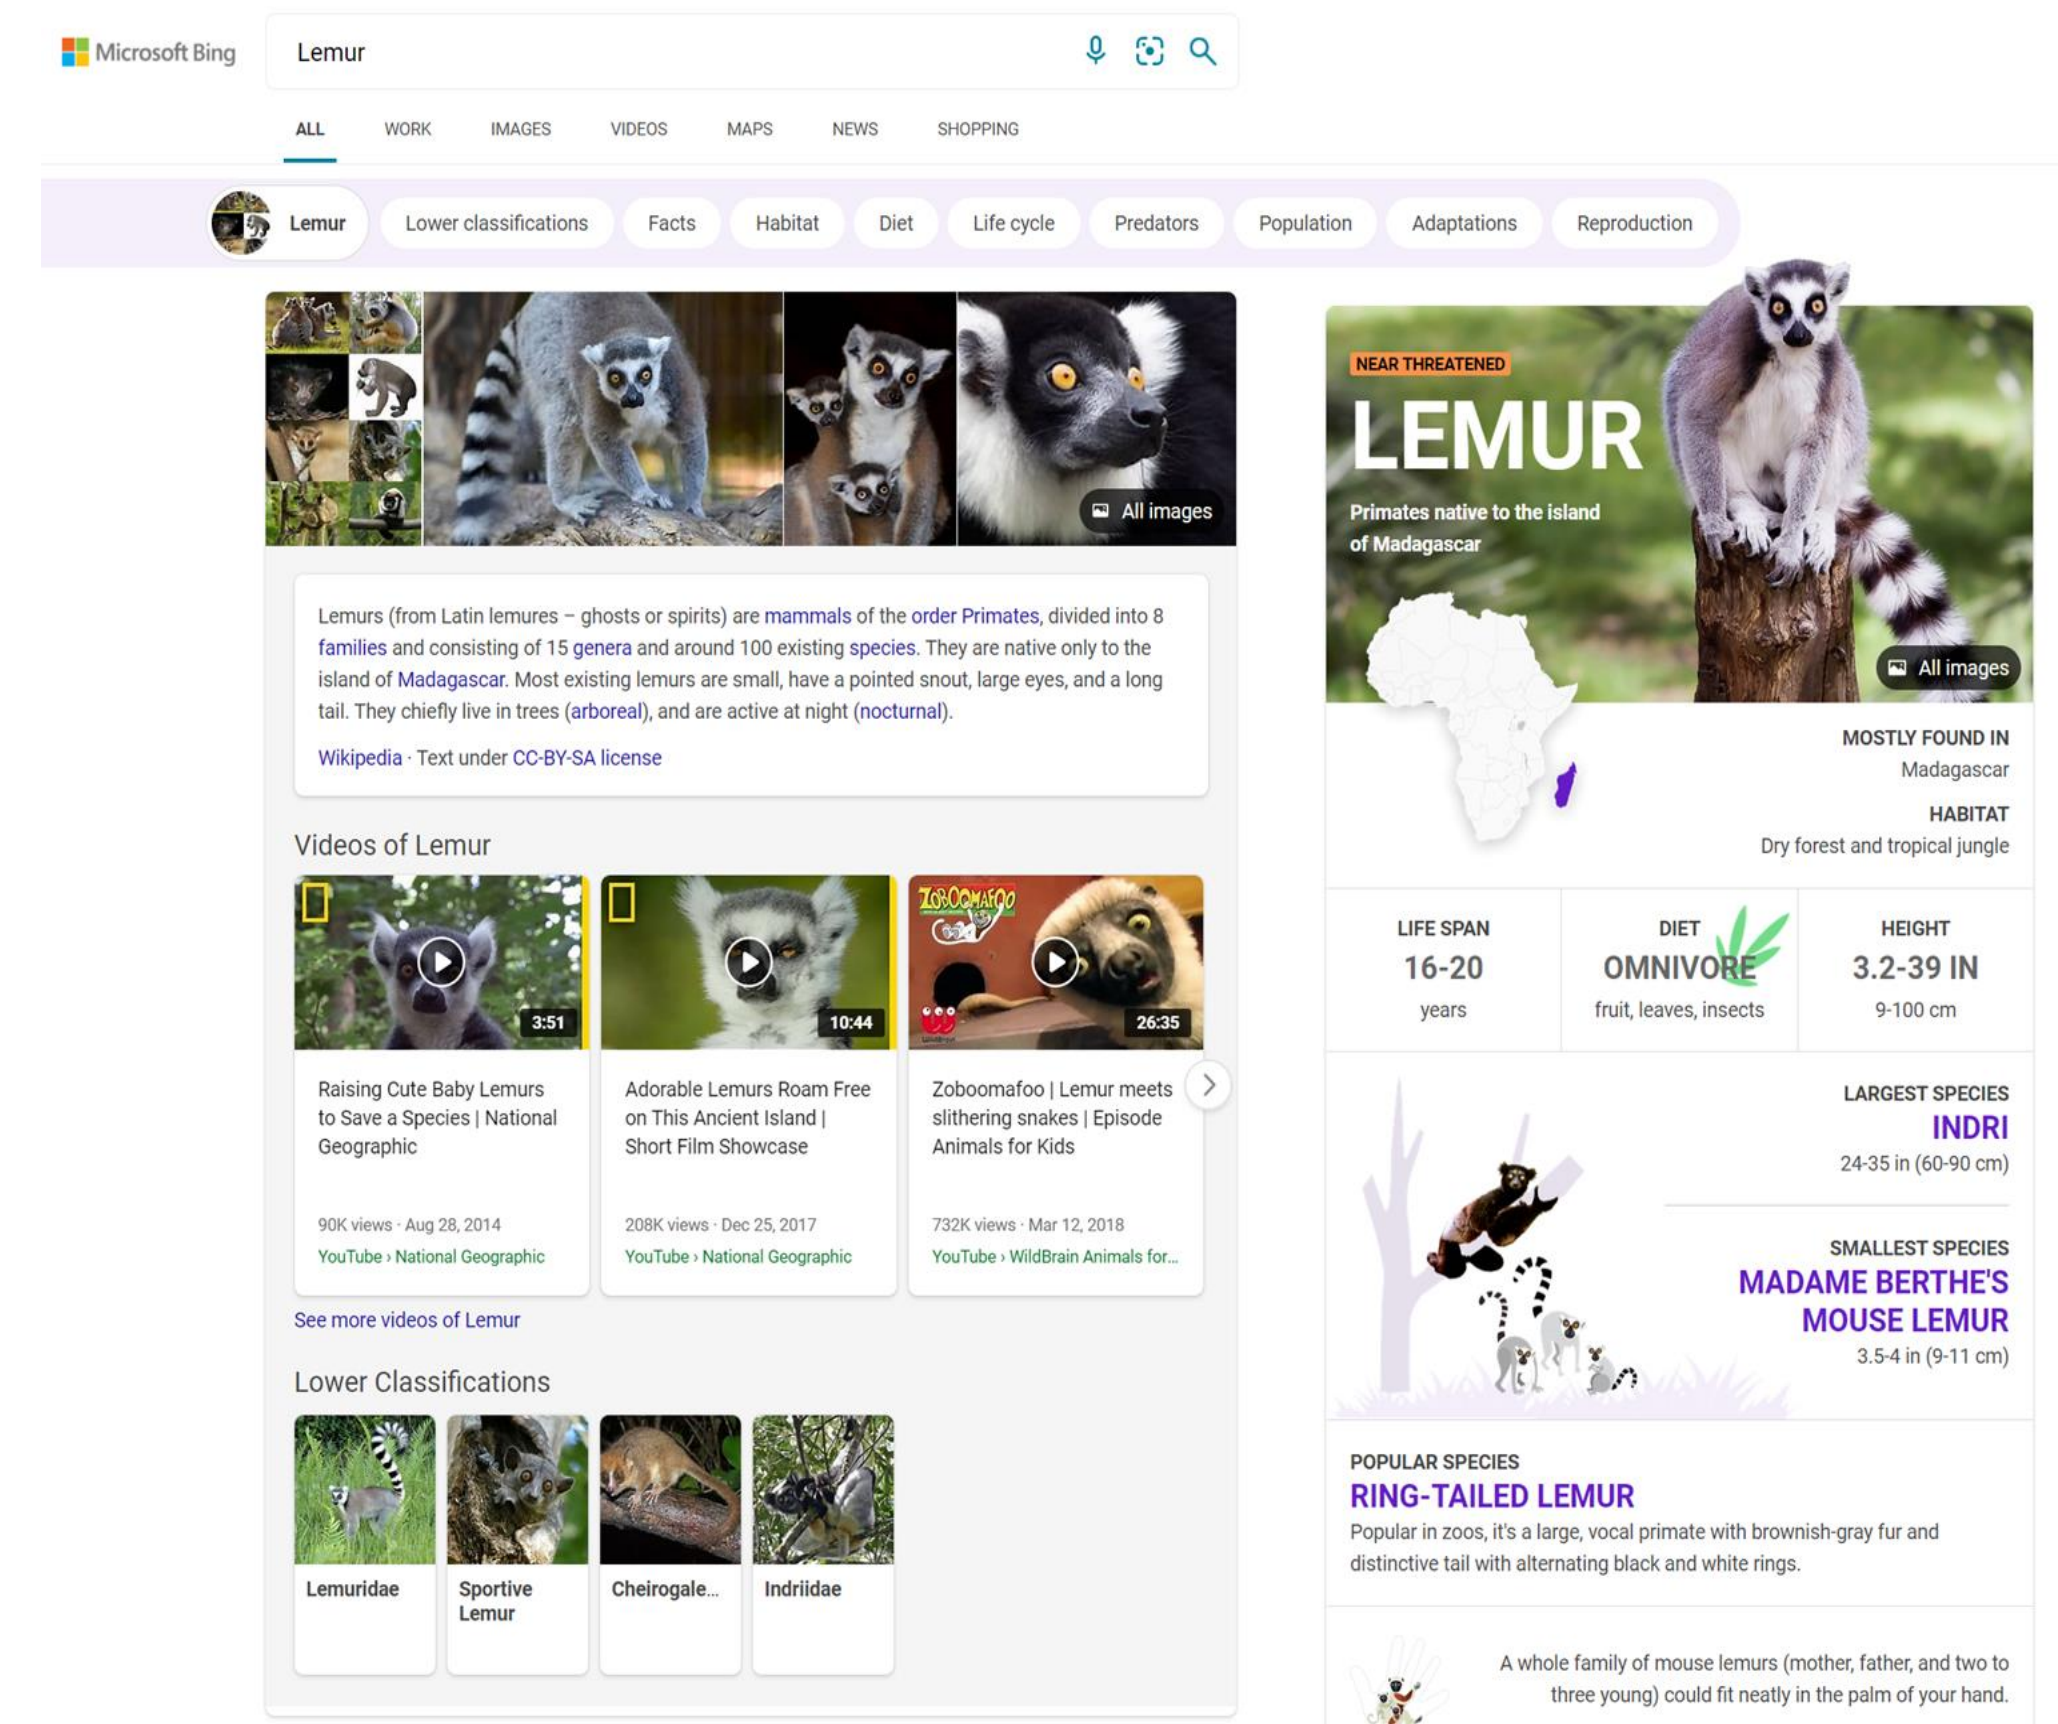 Microsoft Bing
Lemur
ALL WORK IMAGES VIDEOS MAPS NEWS SHOPPING
Lemur Lower classifications Facts Habitat Diet Life cycle Predators Population Adaptations Reproduction
All images
Lemurs (from Latin lemures – ghosts or spirits) are mammals of the order Primates, divided into 8
families and consisting of 15 genera and around 100 existing species. They are native only to the
island of Madagascar. Most existing lemurs are small, have a pointed snout, large eyes, and a long
tail. They chiefly live in trees (arboreal), and are active at night (nocturnal).
Wikipedia · Text under CC-BY-SA license
Videos of Lemur
3:51
Raising Cute Baby Lemurs
to Save a Species | National
Geographic
90K views · Aug 28, 2014
YouTube › National Geographic
10:44
Adorable Lemurs Roam Free
on This Ancient Island |
Short Film Showcase
208K views · Dec 25, 2017
YouTube › National Geographic
ZOBOOMAFOO
WildBrain
26:35
Zoboomafoo | Lemur meets
slithering snakes | Episode
Animals for Kids
732K views · Mar 12, 2018
YouTube › WildBrain Animals for...
See more videos of Lemur
Lower Classifications
Lemuridae
Sportive
Lemur
Cheirogale...
Indriidae
NEAR THREATENED
LEMUR
Primates native to the island
of Madagascar
All images
MOSTLY FOUND IN
Madagascar
HABITAT
Dry forest and tropical jungle
LIFE SPAN
16-20
years
DIET
OMNIVORE
fruit, leaves, insects
HEIGHT
3.2-39 IN
9-100 cm
LARGEST SPECIES
INDRI
24-35 in (60-90 cm)
SMALLEST SPECIES
MADAME BERTHE'S
MOUSE LEMUR
3.5-4 in (9-11 cm)
POPULAR SPECIES
RING-TAILED LEMUR
Popular in zoos, it's a large, vocal primate with brownish-gray fur and
distinctive tail with alternating black and white rings.
A whole family of mouse lemurs (mother, father, and two to
three young) could fit neatly in the palm of your hand.